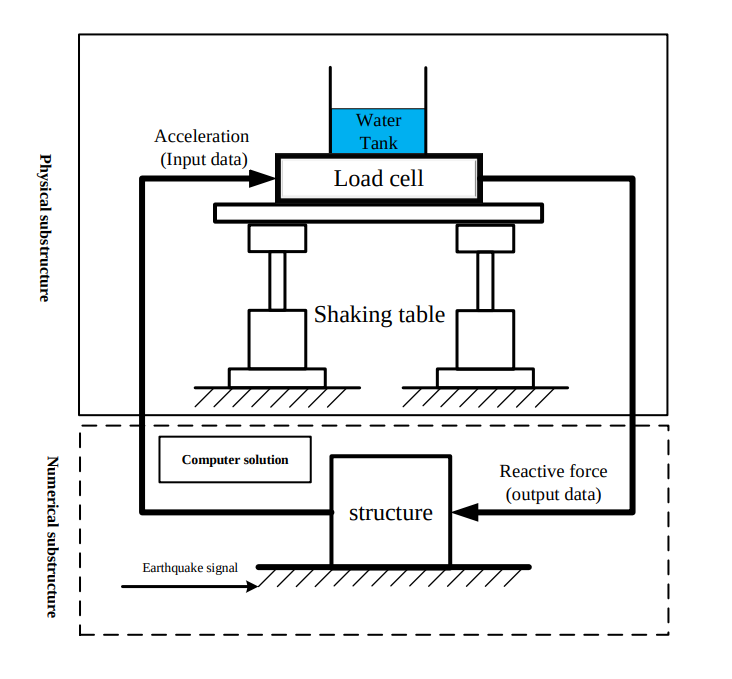 Physical substructure
Water
Tank
Acceleration
(Input data)
Load cell
Shaking table
Numerical substructure
Computer solution
Reactive force
(output data)
structure
Earthquake signal